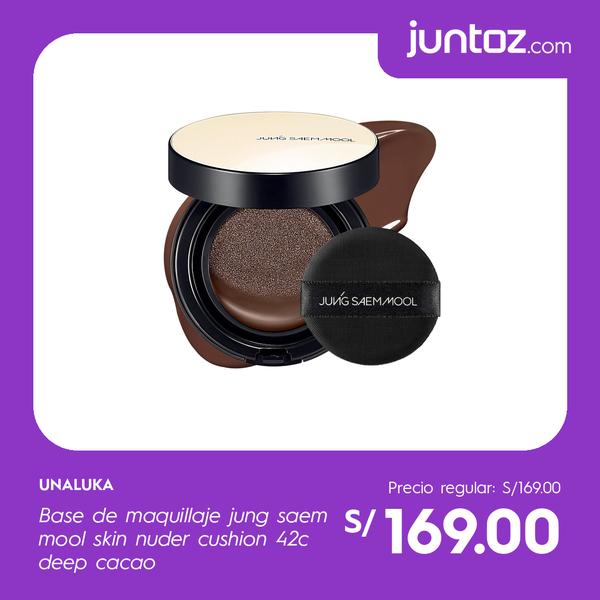 juntoz.com
JUNG SAEMMOOL
JUNG SAEMMOOL
UNALUKA
Base de maquillaje jung saem
mool skin nuder cushion 42c
deep cacao
Precio regular: S/169.00
S/ 169.00